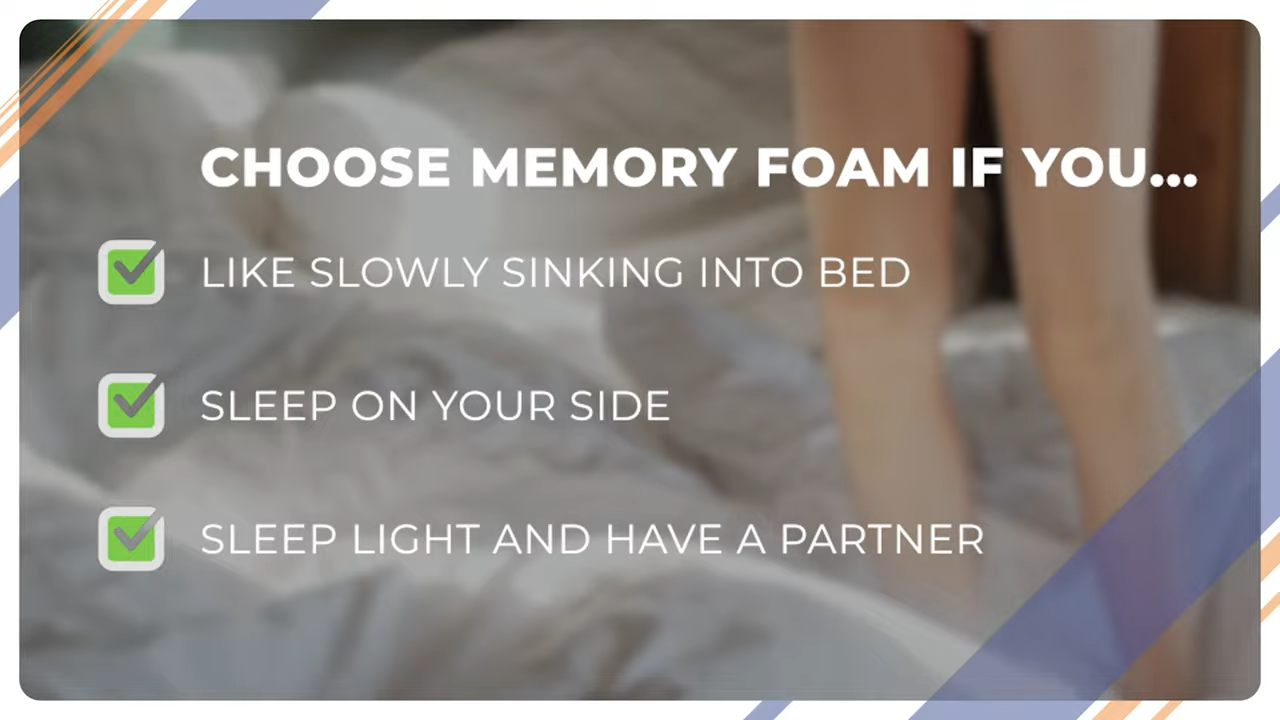 CHOOSE MEMORY FOAM IF YOU...
LIKE SLOWLY SINKING INTO BED
SLEEP ON YOUR SIDE
SLEEP LIGHT AND HAVE A PARTNER